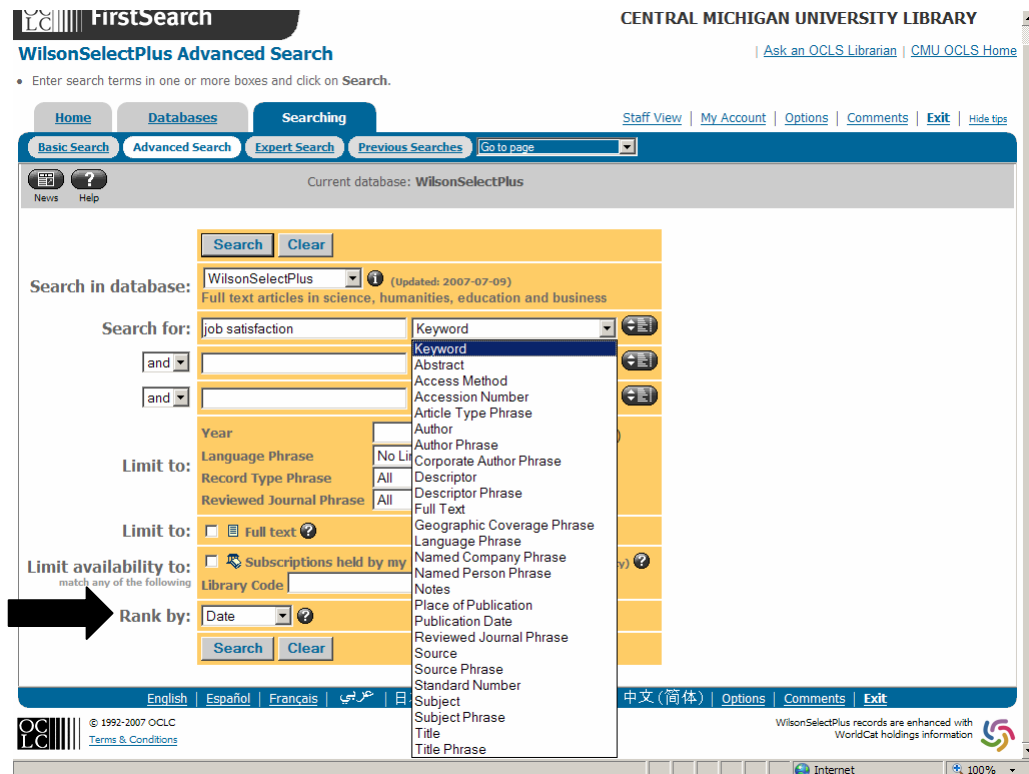 OCLC FirstSearch
CENTRAL MICHIGAN UNIVERSITY LIBRARY
WilsonSelectPlus Advanced Search
| Ask an OCLS Librarian | CMU OCLS Home
• Enter search terms in one or more boxes and click on Search.
Home Databases Searching
Staff View | My Account | Options | Comments | Exit | Hide tips
Basic Search Advanced Search Expert Search Previous Searches Go to page
News Help
Current database: WilsonSelectPlus
Search Clear
Search in database: WilsonSelectPlus (Updated: 2007-07-09)
Full text articles in science, humanities, education and business
Search for: job satisfaction Keyword
and
and
Keyword
Abstract
Access Method
Accession Number
Article Type Phrase
Author
Author Phrase
Corporate Author Phrase
Descriptor
Descriptor Phrase
Full Text
Geographic Coverage Phrase
Language Phrase
Named Company Phrase
Named Person Phrase
Notes
Place of Publication
Publication Date
Reviewed Journal Phrase
Source
Source Phrase
Standard Number
Subject
Subject Phrase
Title
Title Phrase
Limit to:
Year
Language Phrase No
Record Type Phrase All
Reviewed Journal Phrase All
Limit to: Full text
Limit availability to:
match any of the following
Subscriptions held by my
Library Code
Rank by: Date
Search Clear
English | Español | Français | عربي | 日 中文(简体) | Options | Comments | Exit
OCLC
© 1992-2007 OCLC
Terms & Conditions
WilsonSelectPlus records are enhanced with
WorldCat holdings information
Internet 100%